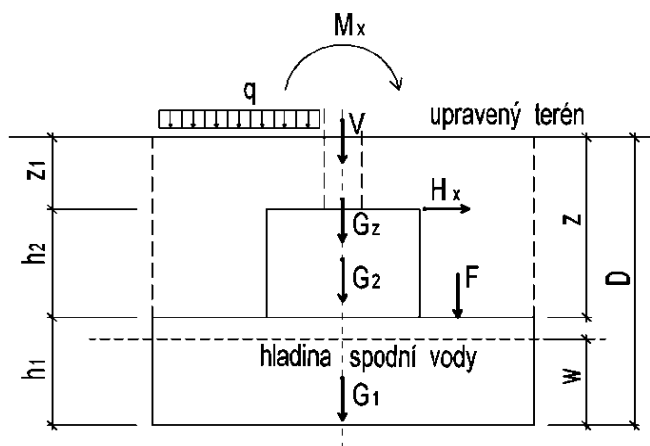 Mx
q
V
upravený terén
z1
Hx
Gz
z
h2
G2
F
D
hladina spodní vody
h1
w
G1